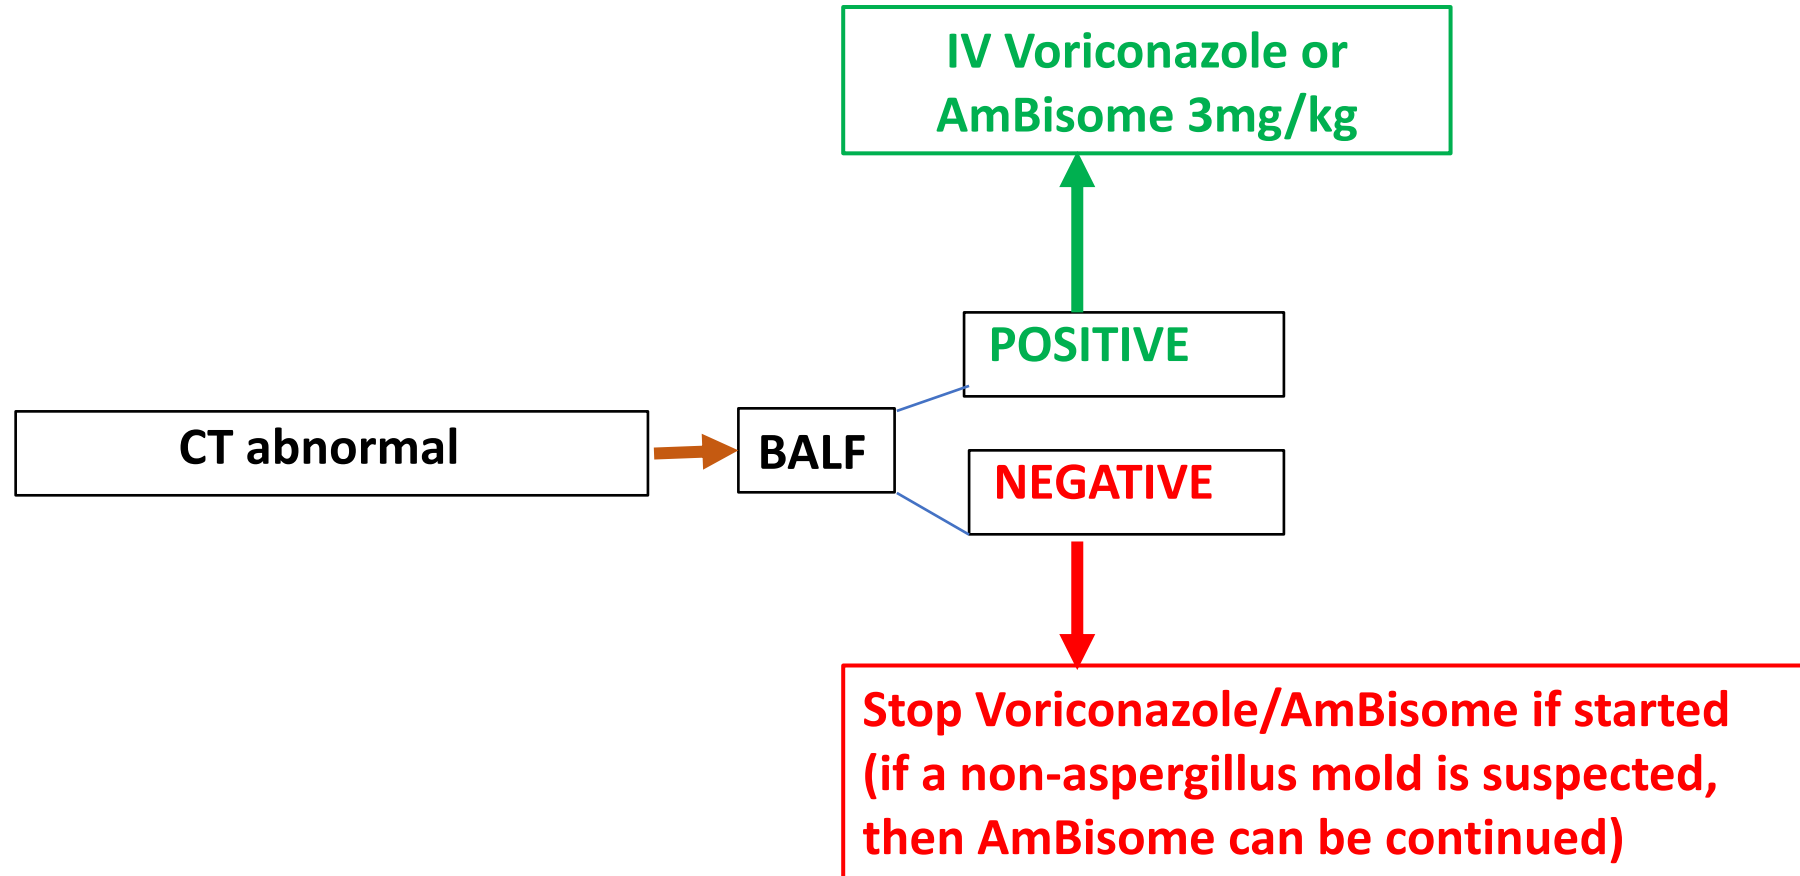 IV Voriconazole or
AmBisome 3mg/kg
POSITIVE
CT abnormal
BALF
NEGATIVE
Stop Voriconazole/AmBisome if started
(if a non-aspergillus mold is suspected,
then AmBisome can be continued)